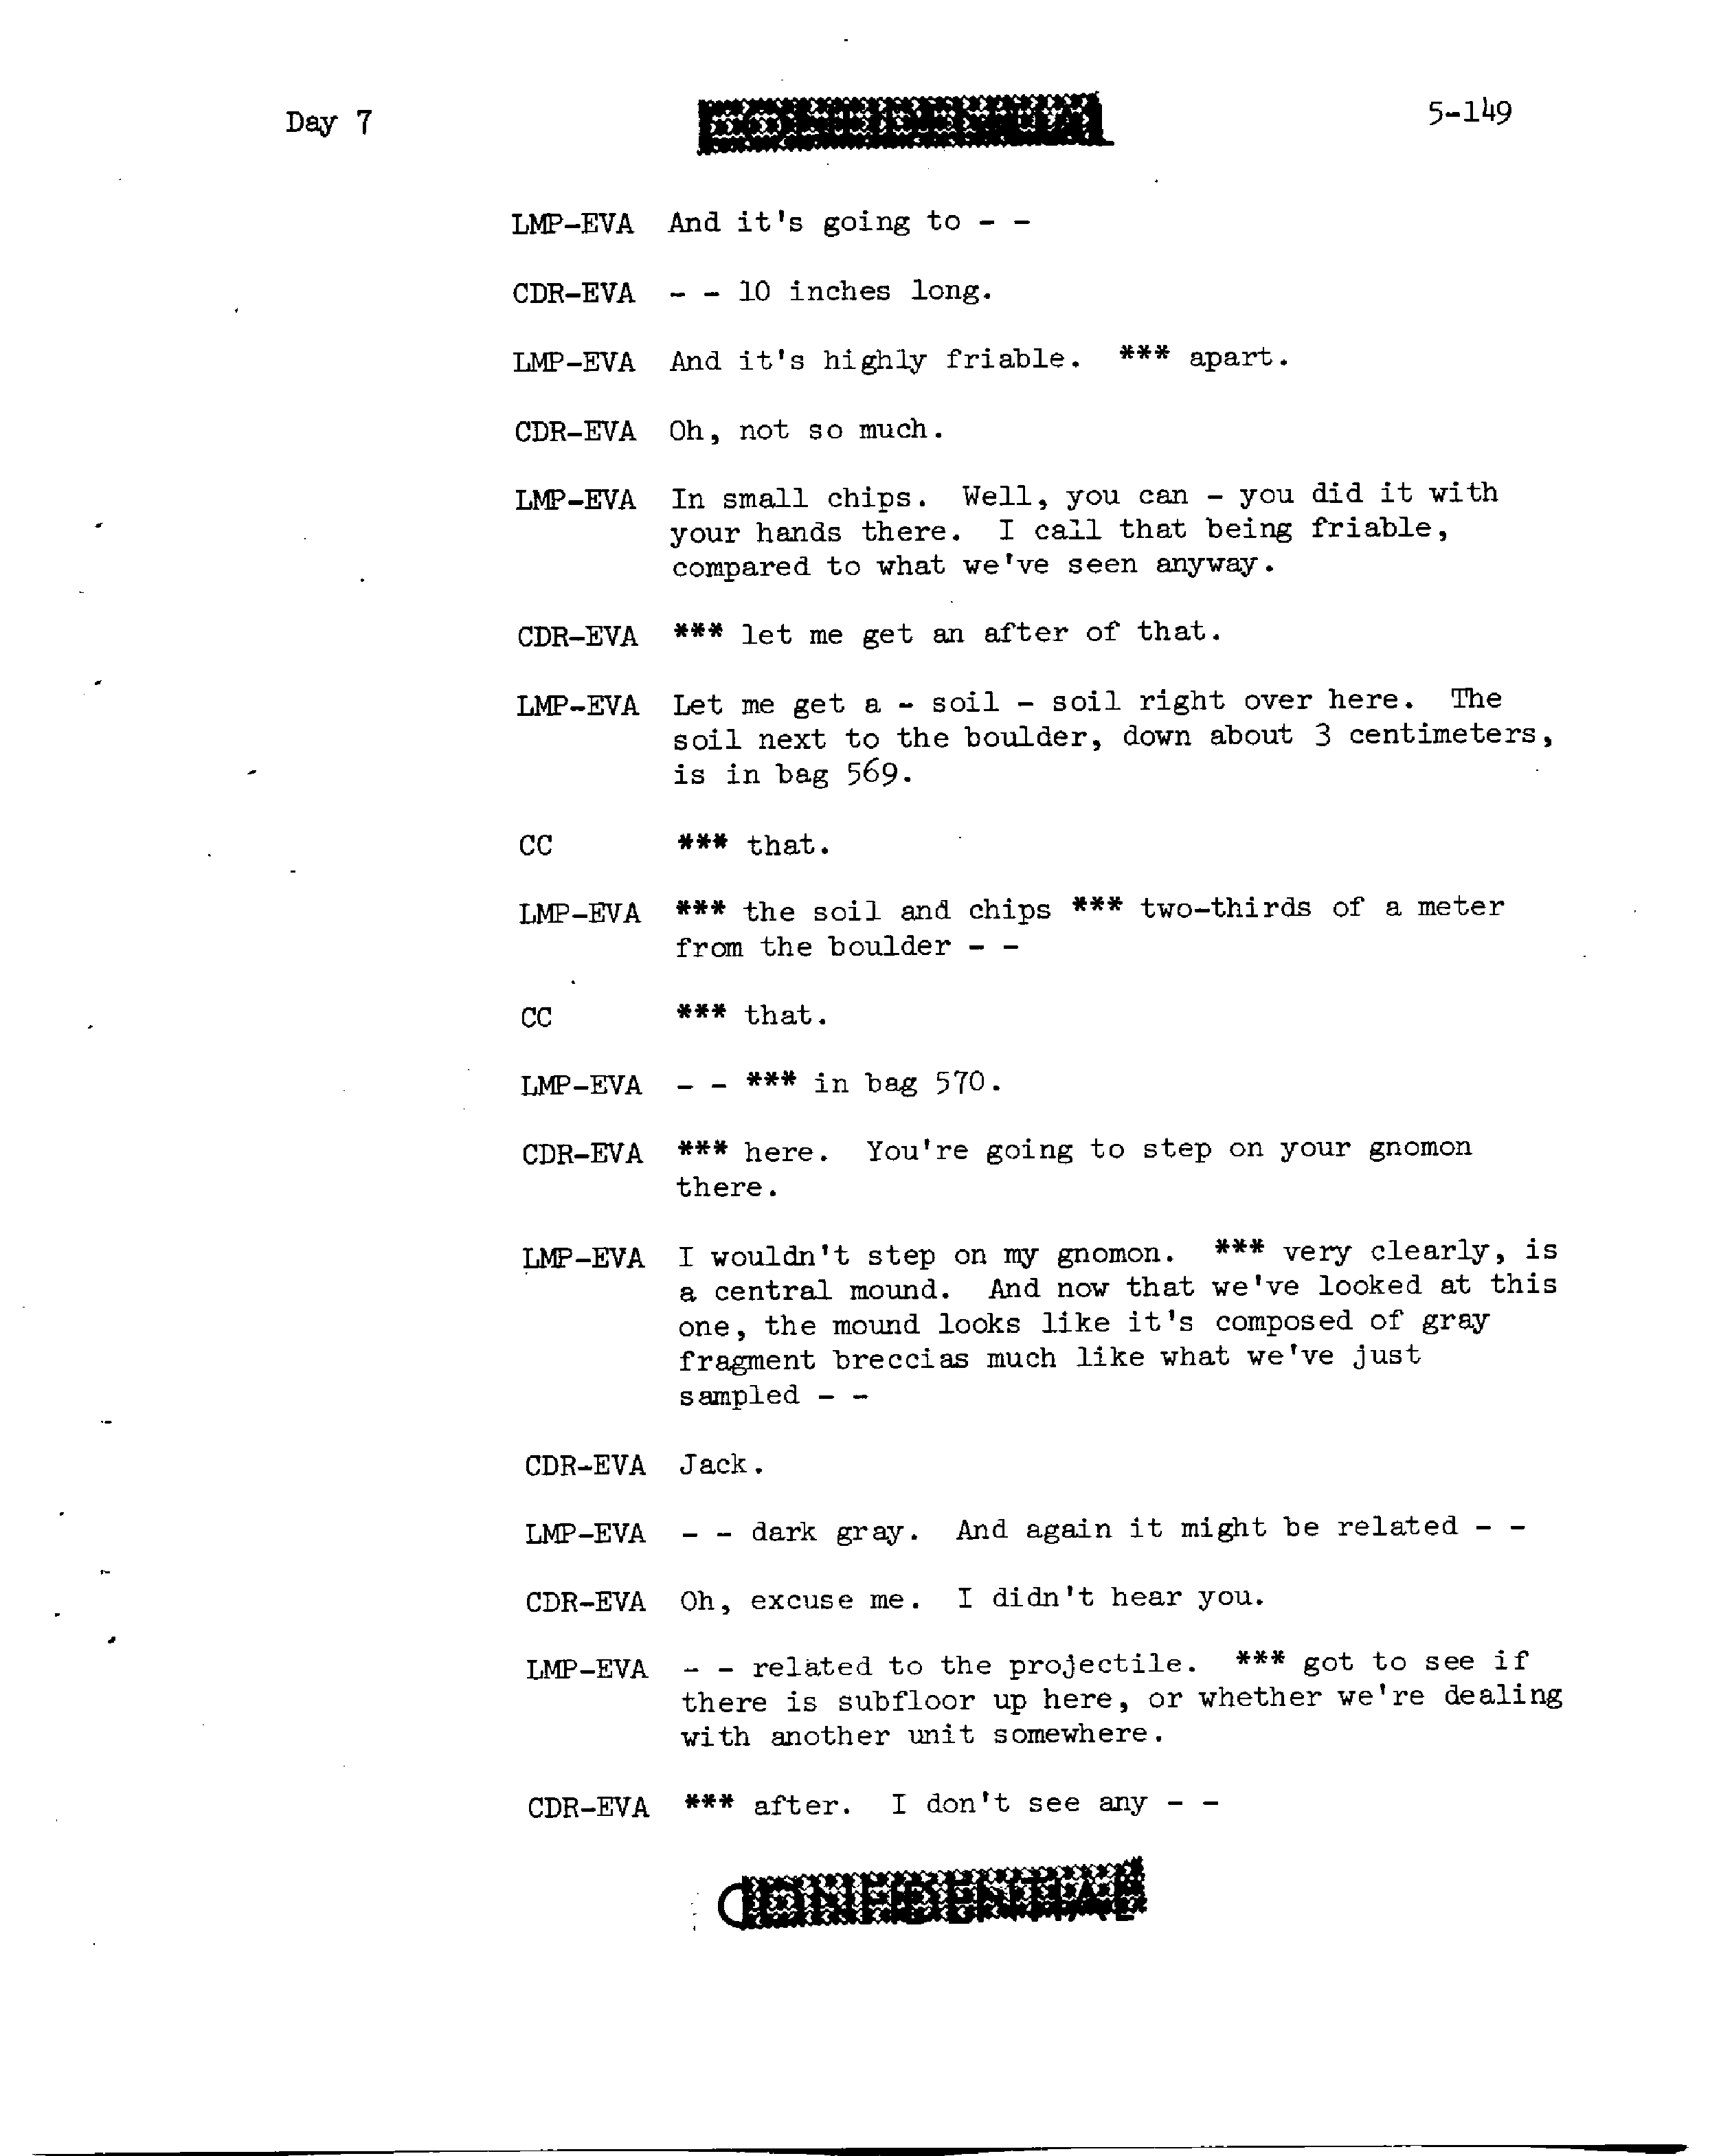 Day 7
CONFIDENTIAL
5-149
LMP-EVA And it's going to - -
CDR-EVA - - 10 inches long.
LMP-EVA And it's highly friable. *** apart.
CDR-EVA Oh, not so much.
LMP-EVA In small chips. Well, you can - you did it with
your hands there. I call that being friable,
compared to what we've seen anyway.
CDR-EVA *** let me get an after of that.
LMP-EVA Let me get a - soil - soil right over here. The
soil next to the boulder, down about 3 centimeters,
is in bag 569.
CC *** that.
LMP-EVA *** the soil and chips *** two-thirds of a meter
from the boulder - -
CC *** that.
LMP-EVA - - *** in bag 570.
CDR-EVA *** here. You're going to step on your gnomon
there.
LMP-EVA I wouldn't step on my gnomon. *** very clearly, is
a central mound. And now that we've looked at this
one, the mound looks like it's composed of gray
fragment breccias much like what we've just
sampled - -
CDR-EVA Jack.
LMP-EVA - - dark gray. And again it might be related - -
CDR-EVA Oh, excuse me. I didn't hear you.
LMP-EVA - - related to the projectile. *** got to see if
there is subfloor up here, or whether we're dealing
with another unit somewhere.
CDR-EVA *** after. I don't see any - -
CONFIDENTIAL